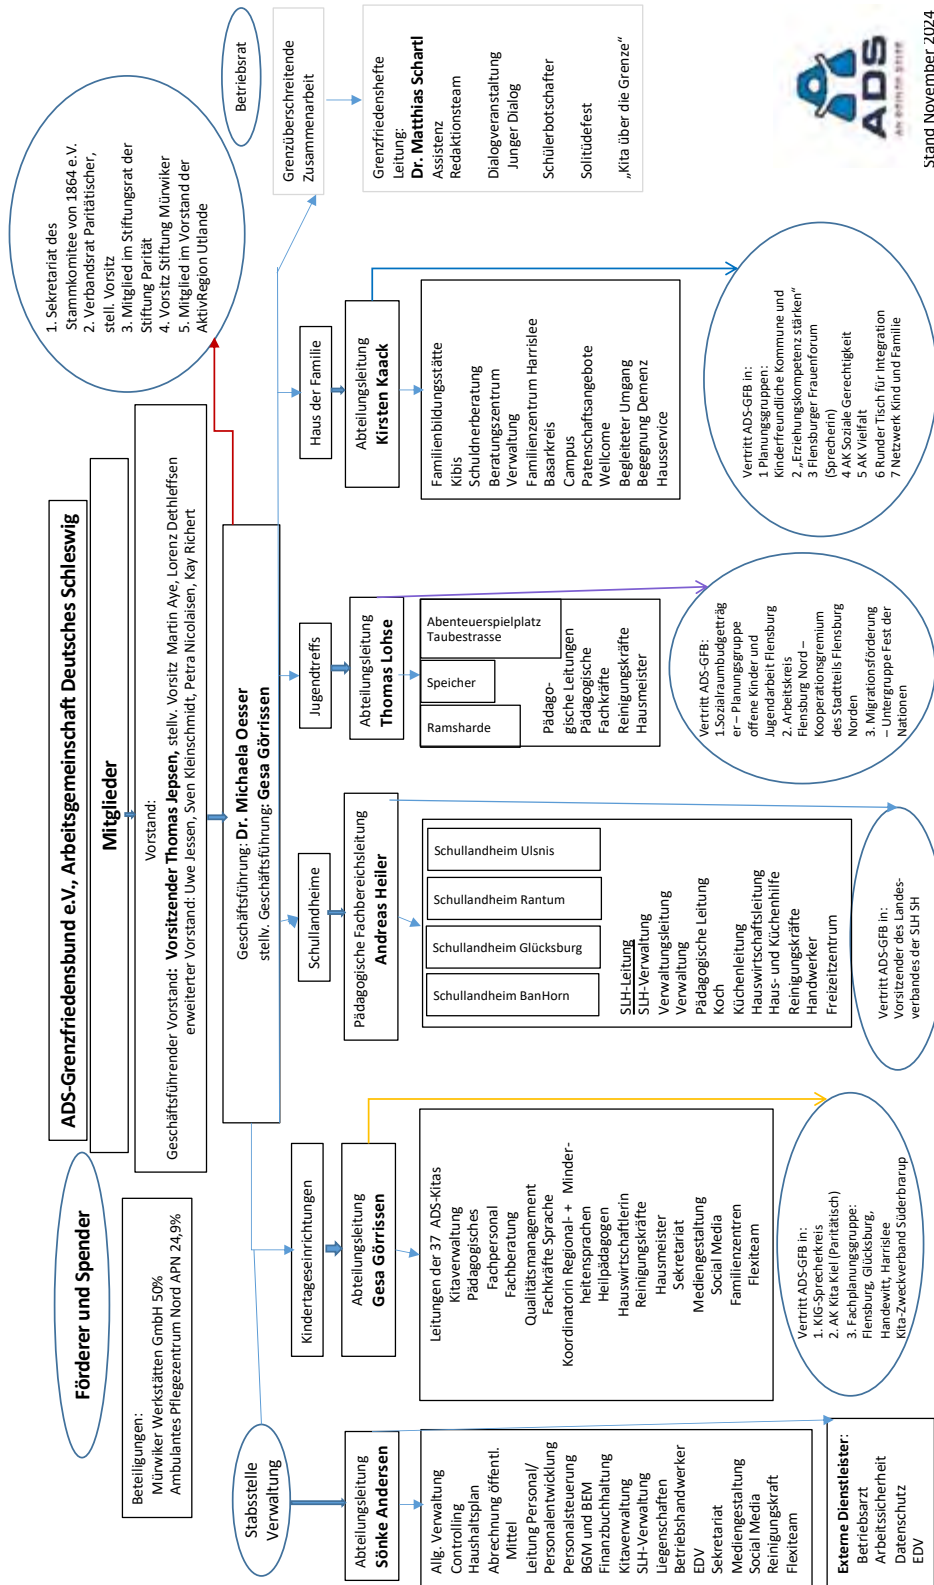 ADS-Grenzfriedensbund e.V., Arbeitsgemeinschaft Deutsches Schleswig
Mitglieder
Förderer und Spender
Beteiligungen:
Mürwiker Werkstätten GmbH 50%
Ambulantes Pflegezentrum Nord APN 24,9%
Vorstand:
Geschäftsführender Vorstand: Vorsitzender Thomas Jepsen, stellv. Vorsitz Martin Aye, Lorenz Dethleffsen
erweiterter Vorstand: Uwe Jessen, Sven Kleinschmidt, Petra Nicolaisen, Kay Richert
Geschäftsführung: Dr. Michaela Oesser
stellv. Geschäftsführung: Gesa Görrissen
1. Sekretariat des
Stammkomitee von 1864 e.V.
2. Verbandsrat Paritätischer,
stell. Vorsitz
3. Mitglied im Stiftungsrat der
Stiftung Parität
4. Vorsitz Stiftung Mürwiker
5. Mitglied im Vorstand der
AktivRegion Utlande
Betriebsrat
Stabsstelle
Verwaltung
Abteilungsleitung
Sönke Andersen
Allg. Verwaltung
Controlling
Haushaltsplan
Abrechnung öffentl.
Mittel
Leitung Personal/
Personalentwicklung
Personalsteuerung
BGM und BEM
Finanzbuchhaltung
Kitaverwaltung
SLH-Verwaltung
Liegenschaften
Betriebshandwerker
EDV
Sekretariat
Mediengestaltung
Social Media
Reinigungskraft
Flexiteam
Externe Dienstleister:
Betriebsarzt
Arbeitssicherheit
Datenschutz
EDV
Kindertageseinrichtungen
Abteilungsleitung
Gesa Görrissen
Leitungen der 37 ADS-Kitas
Kitaverwaltung
Pädagogisches
Fachpersonal
Fachberatung
Qualitätsmanagement
Fachkräfte Sprache
Koordinatorin Regional- + Minder-
heitensprachen
Heilpädagogen
Hauswirtschaftlerin
Reinigungskräfte
Hausmeister
Sekretariat
Mediengestaltung
Social Media
Familienzentren
Flexiteam
Vertritt ADS-GFB in:
1. KIG-Sprecherkreis
2. AK Kita Kiel (Paritätisch)
3. Fachplanungsgruppe:
Flensburg, Glücksburg,
Handewitt, Harrislee
Kita-Zweckverband Süderbrarup
Schullandheime
Pädagogische Fachbereichsleitung
Andreas Heiler
Schullandheim BanHorn
Schullandheim Glücksburg
Schullandheim Rantum
Schullandheim Ulsnis
SLH-Leitung
SLH-Verwaltung
Verwaltungsleitung
Verwaltung
Pädagogische Leitung
Koch
Küchenleitung
Hauswirtschaftsleitung
Haus- und Küchenhilfe
Reinigungskräfte
Handwerker
Freizeitzentrum
Vertritt ADS-GFB in:
Vorsitzender des Landes-
verbandes der SLH SH
Jugendtreffs
Abteilungsleitung
Thomas Lohse
Ramsharde
Speicher
Abenteuerspielplatz
Taubestrasse
Pädago-
gische Leitungen
Pädagogische
Fachkräfte
Reinigungskräfte
Hausmeister
Vertritt ADS-GFB:
1.Sozialraumbudgetträg
er – Planungsgruppe
offene Kinder und
Jugendarbeit Flensburg
2. Arbeitskreis
Flensburg Nord –
Kooperationsgremium
des Stadtteils Flensburg
Norden
3. Migrationsförderung
– Untergruppe Fest der
Nationen
Haus der Familie
Abteilungsleitung
Kirsten Kaack
Familienbildungsstätte
Kibis
Schuldnerberatung
Beratungszentrum
Verwaltung
Familienzentrum Harrislee
Basarkreis
Campus
Patenschaftsangebote
Wellcome
Begleiteter Umgang
Begegnung Demenz
Hausservice
Vertritt ADS-GFB in:
1 Planungsgruppen:
Kinderfreundliche Kommune und
2 „Erziehungskompetenz stärken“
3 Flensburger Frauenforum
(Sprecherin)
4 AK Soziale Gerechtigkeit
5 AK Vielfalt
6 Runder Tisch für Integration
7 Netzwerk Kind und Familie
Grenzüberschreitende
Zusammenarbeit
Grenzfriedenshefte
Leitung:
Dr. Matthias Schartl
Assistenz
Redaktionsteam
Dialogveranstaltung
Junger Dialog
Schülerbotschafter
Solitüdefest
„Kita über die Grenze“
ADS
AN DEINER SEITE
Stand November 2024